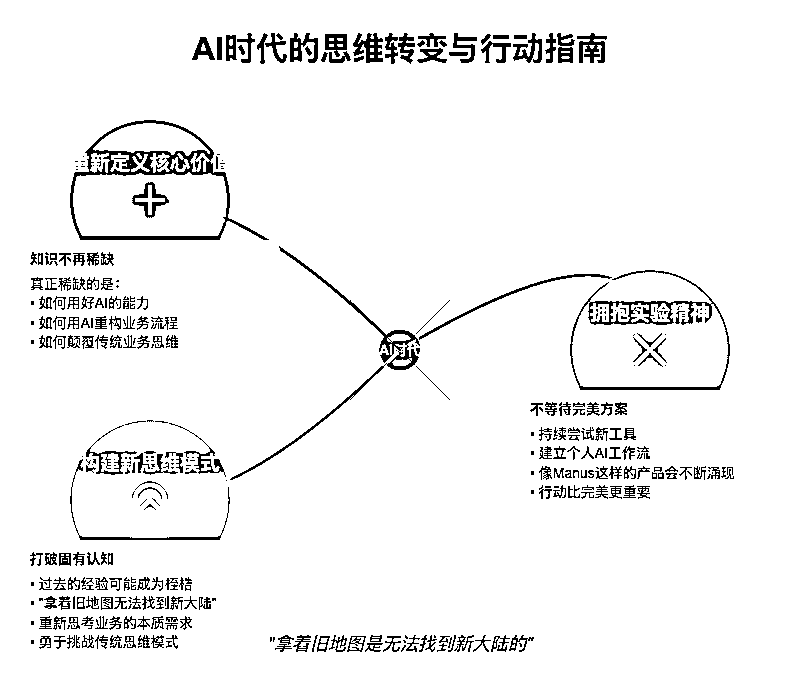 AI时代的思维转变与行动指南
重新定义核心价值
知识不再稀缺
真正稀缺的是：
▪ 如何用好AI的能力
▪ 如何用AI重构业务流程
▪ 如何颠覆传统业务思维
AI时代
拥抱实验精神
不等待完美方案
▪ 持续尝试新工具
▪ 建立个人AI工作流
▪ 像Manus这样的产品会不断涌现
▪ 行动比完美更重要
构建新思维模式
打破固有认知
▪ 过去的经验可能成为桎梏
▪ "拿着旧地图无法找到新大陆"
▪ 重新思考业务的本质需求
▪ 勇于挑战传统思维模式
"拿着旧地图是无法找到新大陆的"